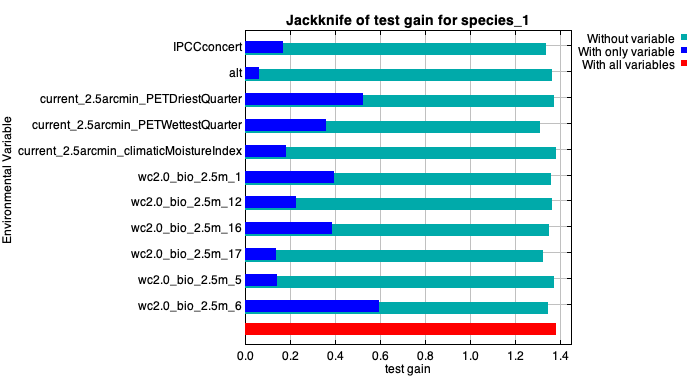 Jackknife of test gain for species_1
Without variable
With only variable
With all variables
Environmental Variable
IPCCconcert
alt
current_2.5arcmin_PETDriestQuarter
current_2.5arcmin_PETWettestQuarter
current_2.5arcmin_climaticMoistureIndex
wc2.0_bio_2.5m_1
wc2.0_bio_2.5m_12
wc2.0_bio_2.5m_16
wc2.0_bio_2.5m_17
wc2.0_bio_2.5m_5
wc2.0_bio_2.5m_6
0.0 0.2 0.4 0.6 0.8 1.0 1.2 1.4
test gain